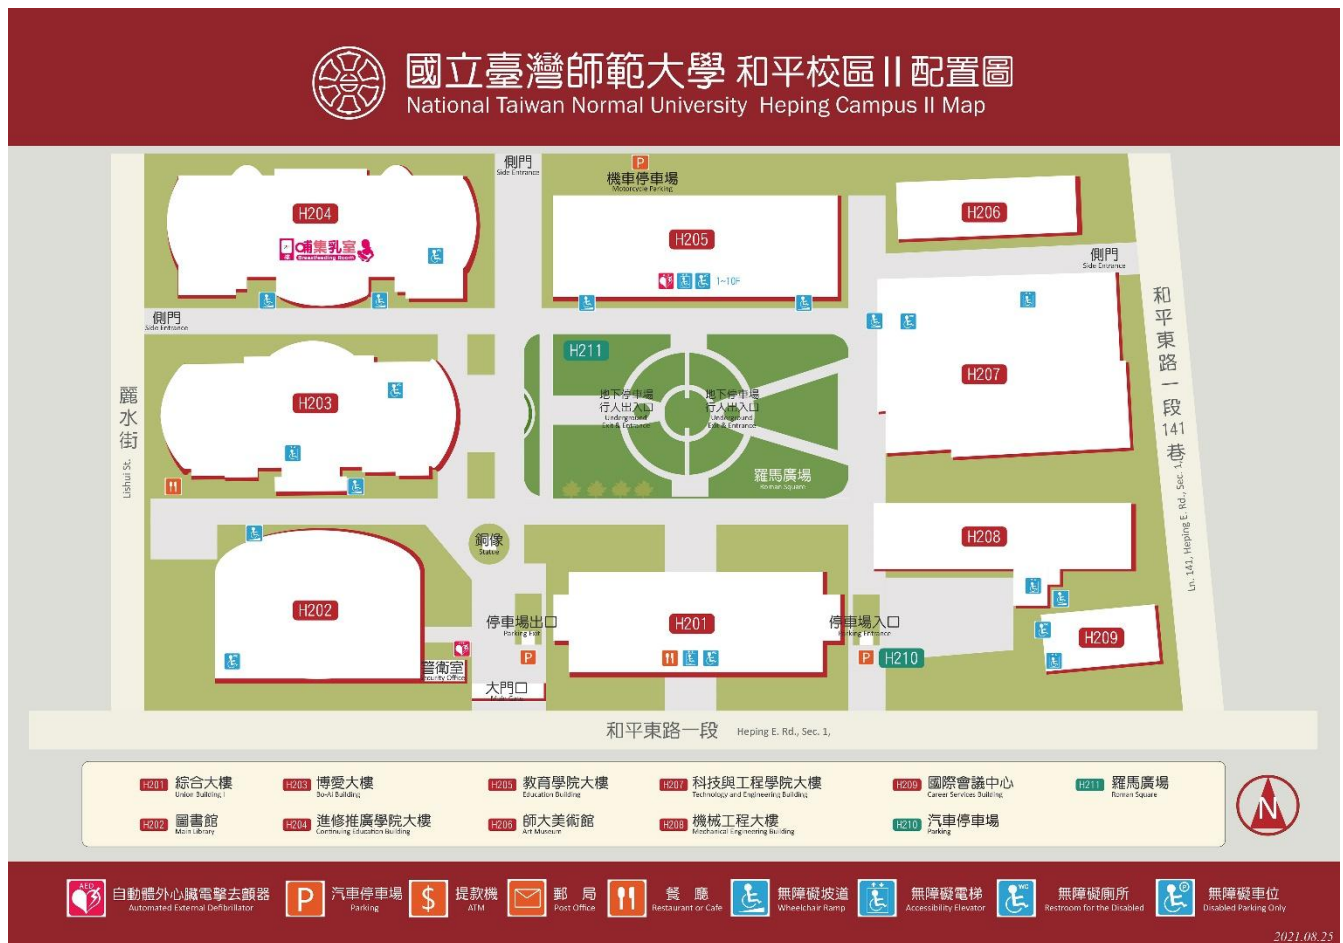 國立臺灣師範大學 和平校區 II 配置圖
National Taiwan Normal University Heping Campus II Map
側門
Side Entrance
P
機車停車場
Motorcycle Parking
H204
哺集乳室
Breastfeeding Room
H205
1~10F
H206
側門
Side Entrance
側門
Side Entrance
H211
地下停車場
行人出入口
Underground
Exit & Entrance
地下停車場
行人出入口
Underground
Exit & Entrance
羅馬廣場
Roman Square
H203
H207
麗水街
Lishui St.
和平東路一段141巷
Ln. 141, Heping E. Rd., Sec. 1,
銅像
Statue
H208
H202
停車場出口
Parking Exit
P
H201
停車場入口
Parking Entrance
P
H210
H209
警衛室
Security Office
大門口
Main Gate
和平東路一段 Heping E. Rd., Sec. 1,
H201 綜合大樓
Union Building I
H203 博愛大樓
Bo-Ai Building
H205 教育學院大樓
Education Building
H207 科技與工程學院大樓
Technology and Engineering Building
H209 國際會議中心
Career Services Building
H211 羅馬廣場
Roman Square
H202 圖書館
Main Library
H204 進修推廣學院大樓
Continuing Education Building
H206 師大美術館
Art Museum
H208 機械工程大樓
Mechanical Engineering Building
H210 汽車停車場
Parking
N
AED
自動體外心臟電擊去顫器
Automated External Defibrillator
P
汽車停車場
Parking
$
提款機
ATM
郵局
Post Office
餐廳
Restaurant or Cafe
無障礙坡道
Wheelchair Ramp
無障礙電梯
Accessibility Elevator
WC
無障礙廁所
Restroom for the Disabled
P
無障礙車位
Disabled Parking Only
2021.08.25